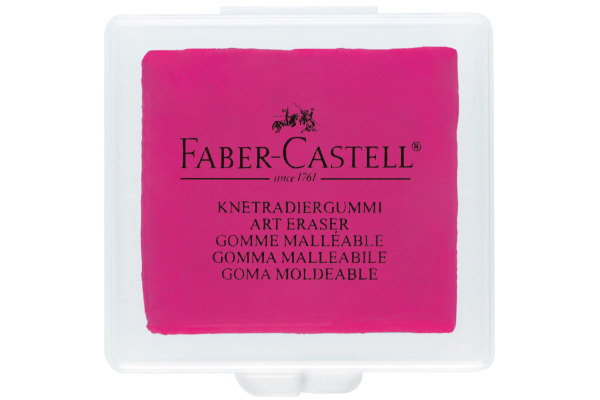 FABER-CASTELL®
since 1761
KNETRADIERGUMMI
ART ERASER
GOMME MALLÉABLE
GOMMA MALLEABILE
GOMA MOLDEABLE